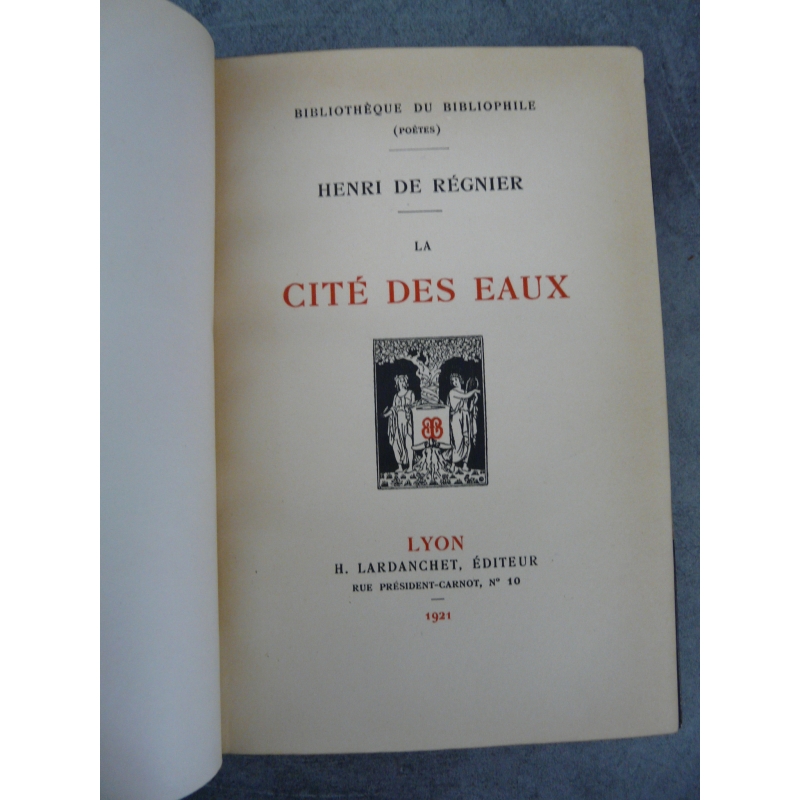 BIBLIOTHÈQUE DU BIBLIOPHILE
(POÈTES)
HENRI DE RÉGNIER
LA
CITÉ DES EAUX
LYON
H. LARDANCHET, ÉDITEUR
RUE PRÉSIDENT-CARNOT, N° 10
1921